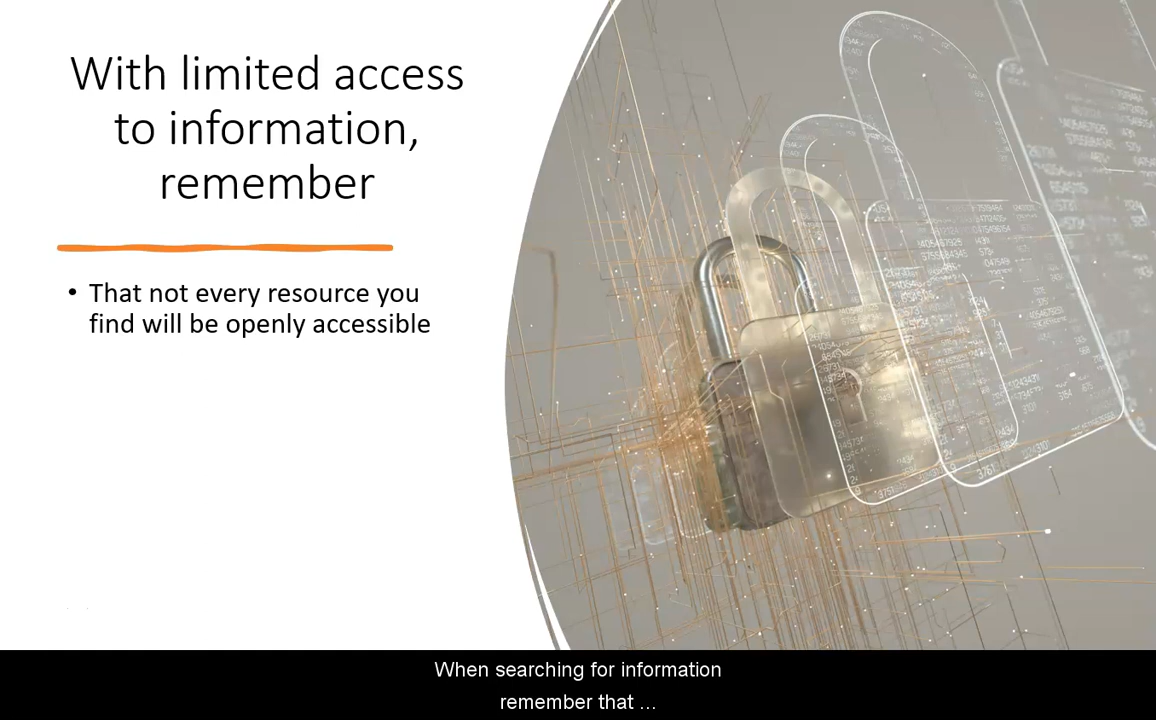 With limited access
to information,
remember
• That not every resource you
find will be openly accessible
When searching for information
remember that ...